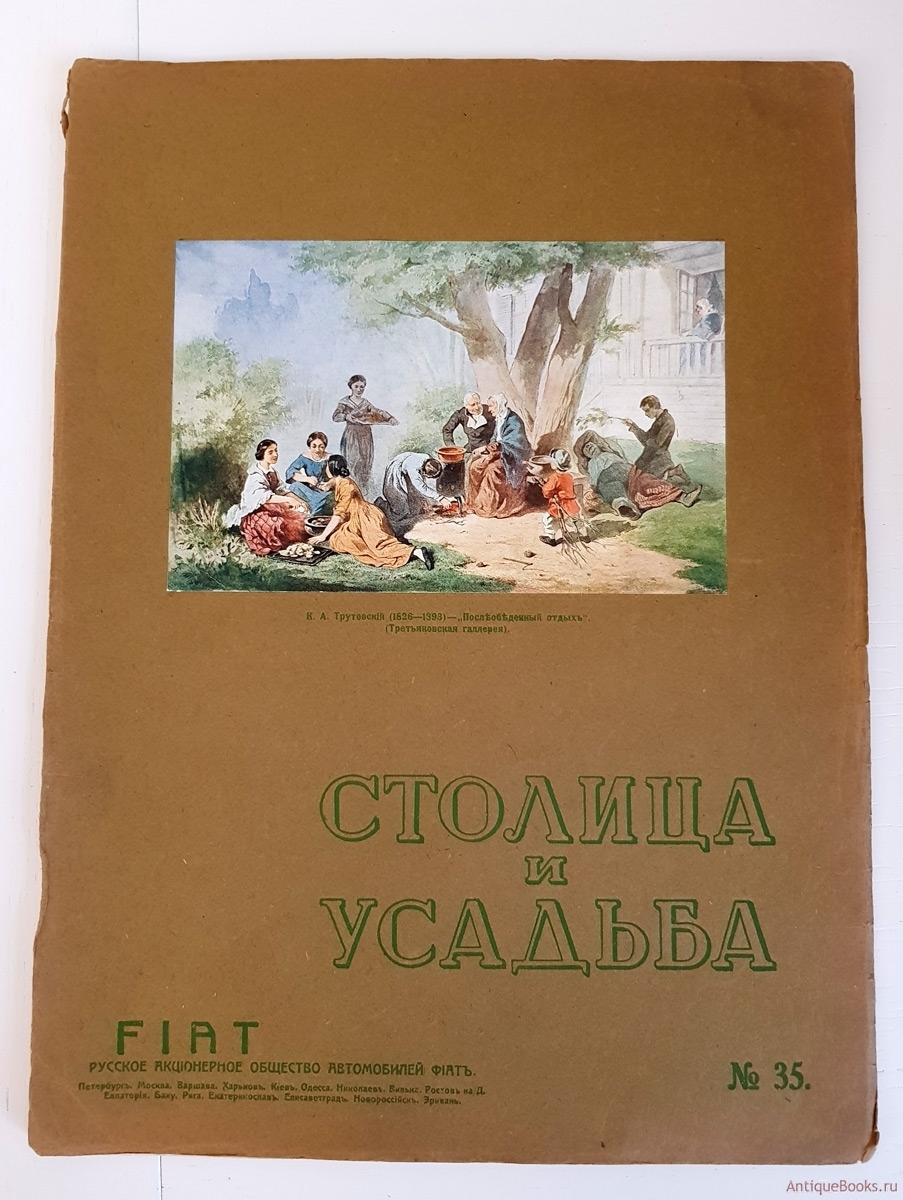 К. А. Трутовскій (1826—1893)—„Послѣобѣденный отдыхъ".
(Третьяковская галлерея).
СТОЛИЦА
и
УСАДЬБА
FIAT
РУССКОЕ АКЦІОНЕРНОЕ ОБЩЕСТВО АВТОМОБИЛЕЙ ФІАТЪ.
Петербургъ. Москва. Варшава. Харьковъ. Кіевъ. Одесса. Николаевъ. Вильна. Ростовъ на Д.
Евпаторія. Баку. Рига. Екатеринославъ. Елисаветградъ. Новороссійскъ. Эривань.
№ 35.
AntiqueBooks.ru